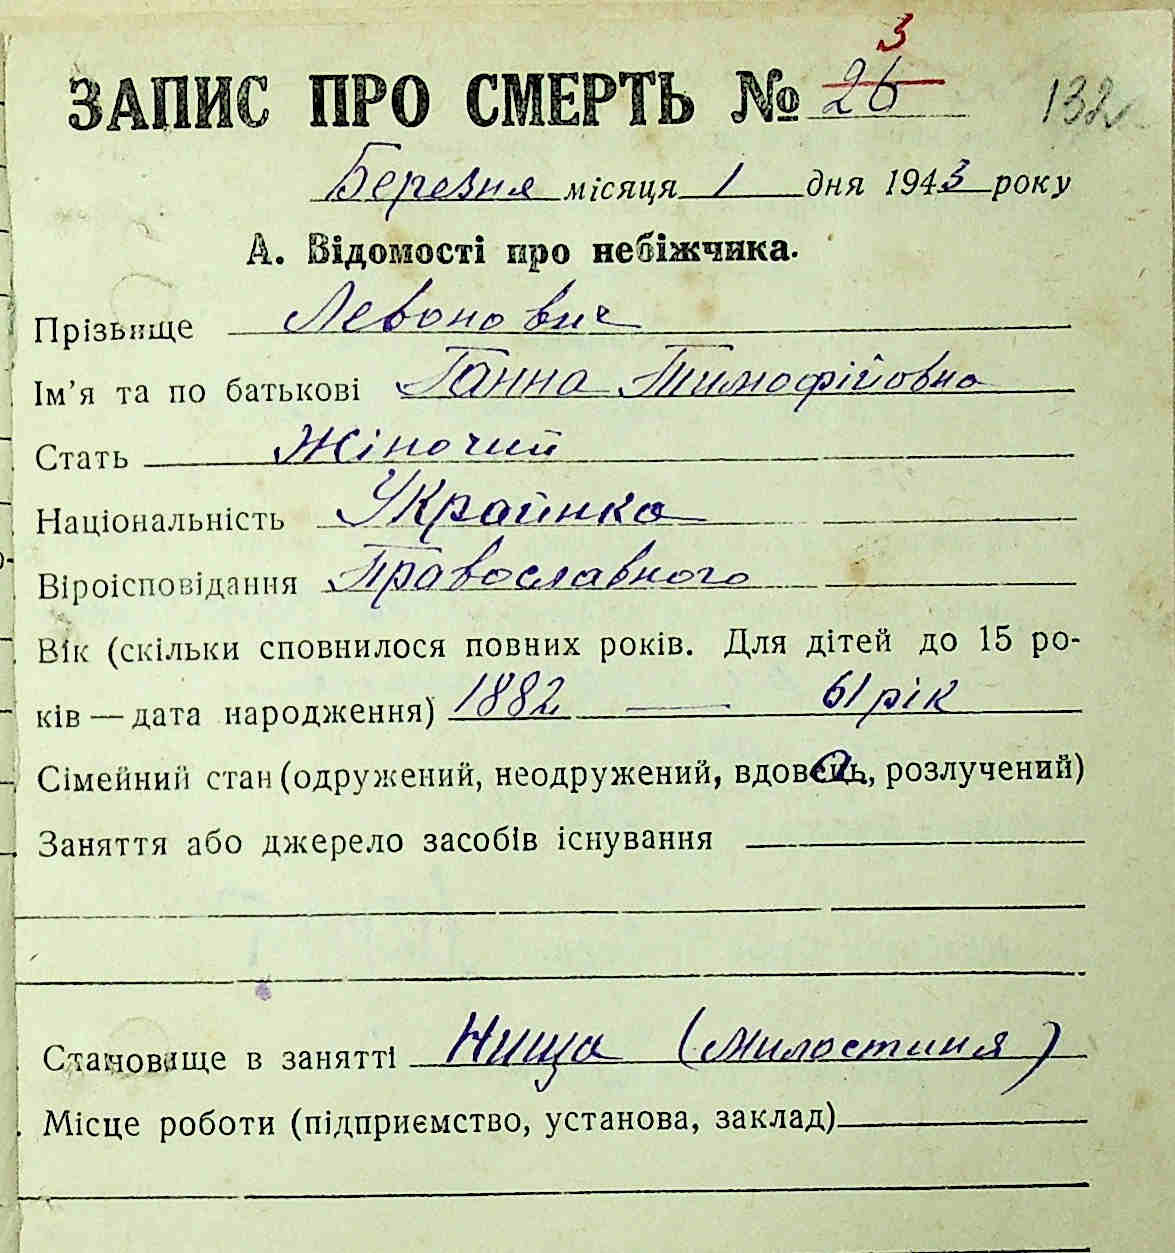 3
ЗАПИС ПРО СМЕРТЬ № 26 132
Березня місяця 1 дня 1943 року
А. Відомості про небіжчика.
Прізвище Левонович
Ім'я та по батькові Ганна Тимофійовна
Стать Жіночий
Національність Украинка
Віроісповідання Православного
Вік (скільки сповнилося повних років. Для дітей до 15 ро-
ків — дата народження) 1882 — 61 рік
Сімейний стан (одружений, неодружений, вдова, розлучений)
Заняття або джерело засобів існування
Становище в занятті Нища (милостиня)
Місце роботи (підприємство, установа, заклад)